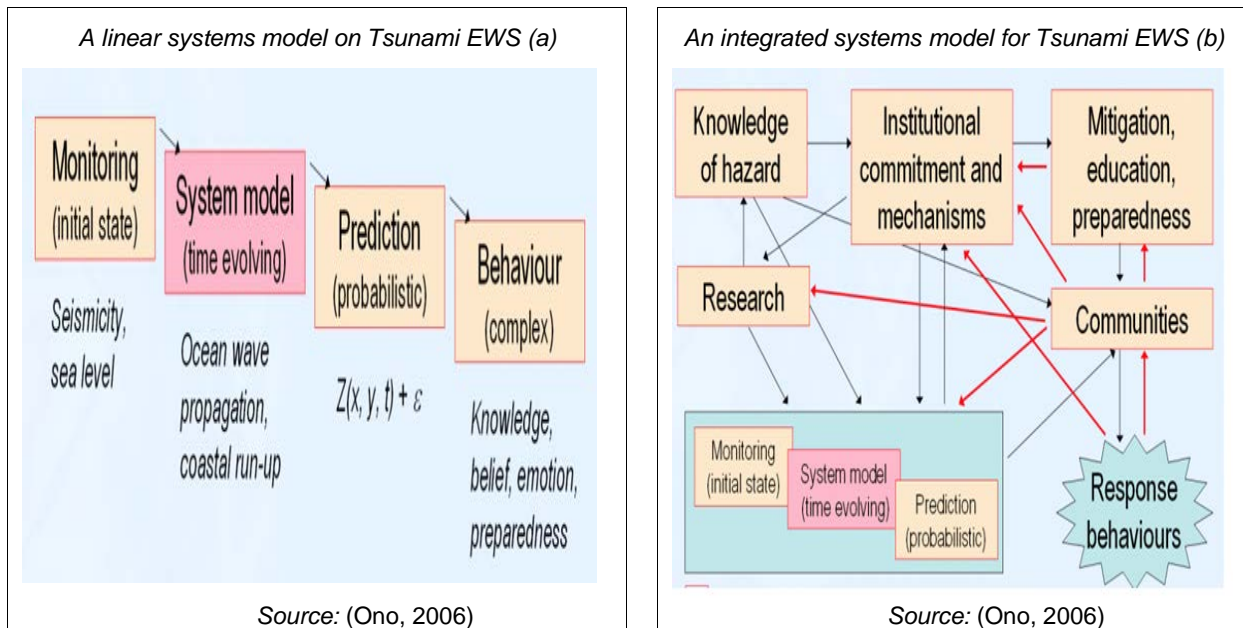 A linear systems model on Tsunami EWS (a)
Monitoring
(initial state)
Seismicity,
sea level
System model
(time evolving)
Ocean wave
propagation,
coastal run-up
Prediction
(probabilistic)
Z(x, y, t) + ε
Behaviour
(complex)
Knowledge,
belief, emotion,
preparedness
Source: (Ono, 2006)
An integrated systems model for Tsunami EWS (b)
Knowledge
of hazard
Institutional
commitment and
mechanisms
Mitigation,
education,
preparedness
Research
Communities
Monitoring
(initial state)
System model
(time evolving)
Prediction
(probabilistic)
Response
behaviours
Source: (Ono, 2006)